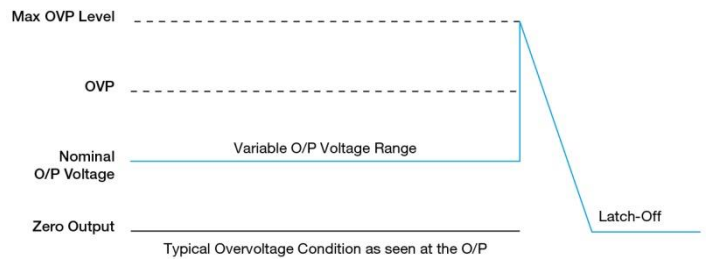 Max OVP Level
OVP
Variable O/P Voltage Range
Nominal
O/P Voltage
Latch-Off
Zero Output
Typical Overvoltage Condition as seen at the O/P